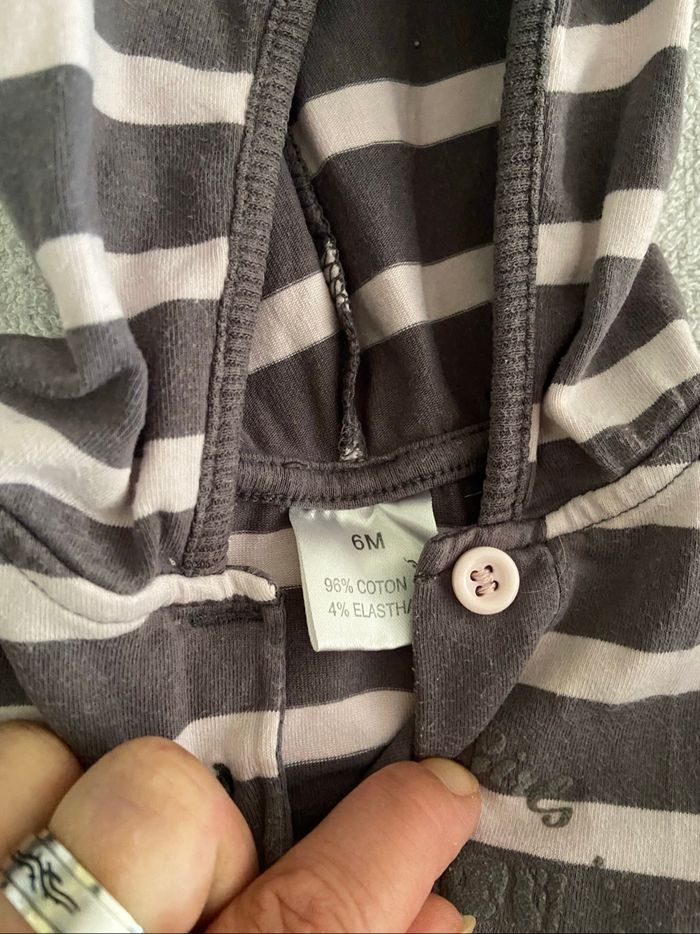 6M
96% COTON
4% ELASTHA